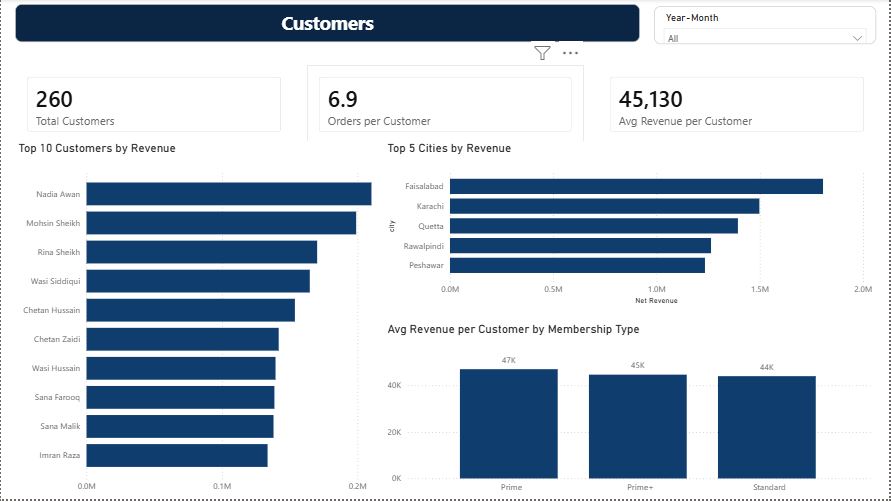 Customers
Year-Month
All
260
Total Customers
6.9
Orders per Customer
45,130
Avg Revenue per Customer
Top 10 Customers by Revenue
Nadia Awan
Mohsin Sheikh
Rina Sheikh
Wasi Siddiqui
Chetan Hussain
Chetan Zaidi
Wasi Hussain
Sana Farooq
Sana Malik
Imran Raza
0.0M 0.1M 0.2M
Top 5 Cities by Revenue
city
Faisalabad
Karachi
Quetta
Rawalpindi
Peshawar
0.0M 0.5M 1.0M 1.5M 2.0M
Net Revenue
Avg Revenue per Customer by Membership Type
47K 45K 44K
40K
20K
0K
Prime Prime+ Standard